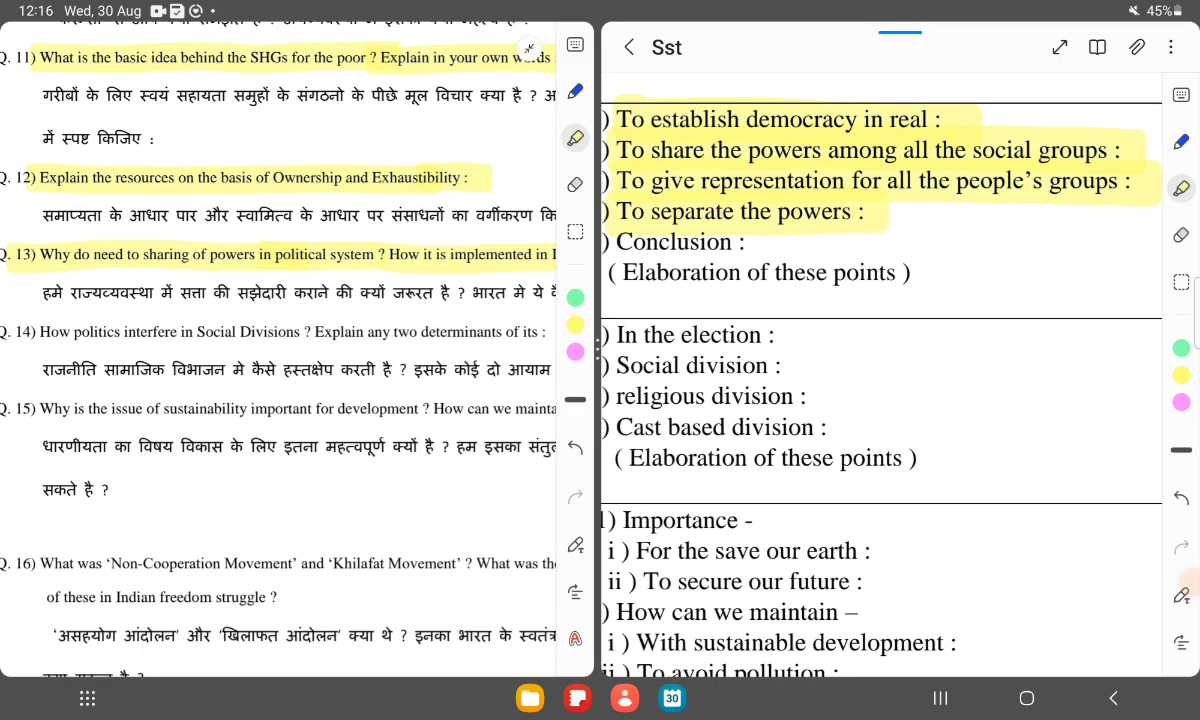 12:16 Wed, 30 Aug
45%
Q. 11) What is the basic idea behind the SHGs for the poor ? Explain in your own words
गरीबों के लिए स्वयं सहायता समुहों के संगठनो के पीछे मूल विचार क्या है ?
में स्पष्ट किजिए :
Q. 12) Explain the resources on the basis of Ownership and Exhaustibility :
समाप्यता के आधार पार और स्वामित्व के आधार पर संसाधनों का वर्गीकरण
Q. 13) Why do need to sharing of powers in political system ? How it is implemented in
हमे राज्यव्यवस्था में सत्ता की सझेदारी कराने की क्यों जरूरत है ? भारत मे ये
Q. 14) How politics interfere in Social Divisions ? Explain any two determinants of its :
राजनीति सामाजिक विभाजन मे कैसे हस्तक्षेप करती है ? इसके कोई दो आयाम
Q. 15) Why is the issue of sustainability important for development ? How can we
धारणीयता का विषय विकास के लिए इतना महत्वपूर्ण क्यों है ? हम इसका
सकते है ?
Q. 16) What was ‘Non-Cooperation Movement’ and ‘Khilafat Movement’ ? What was
of these in Indian freedom struggle ?
‘असहयोग आंदोलन’ और ‘खिलाफत आंदोलन’ क्या थे ? इनका भारत के
Sst
) To establish democracy in real :
) To share the powers among all the social groups :
) To give representation for all the people’s groups :
) To separate the powers :
) Conclusion :
( Elaboration of these points )
) In the election :
) Social division :
) religious division :
) Cast based division :
( Elaboration of these points )
1) Importance -
i ) For the save our earth :
ii ) To secure our future :
) How can we maintain –
i ) With sustainable development :
ii ) To avoid pollution :
30